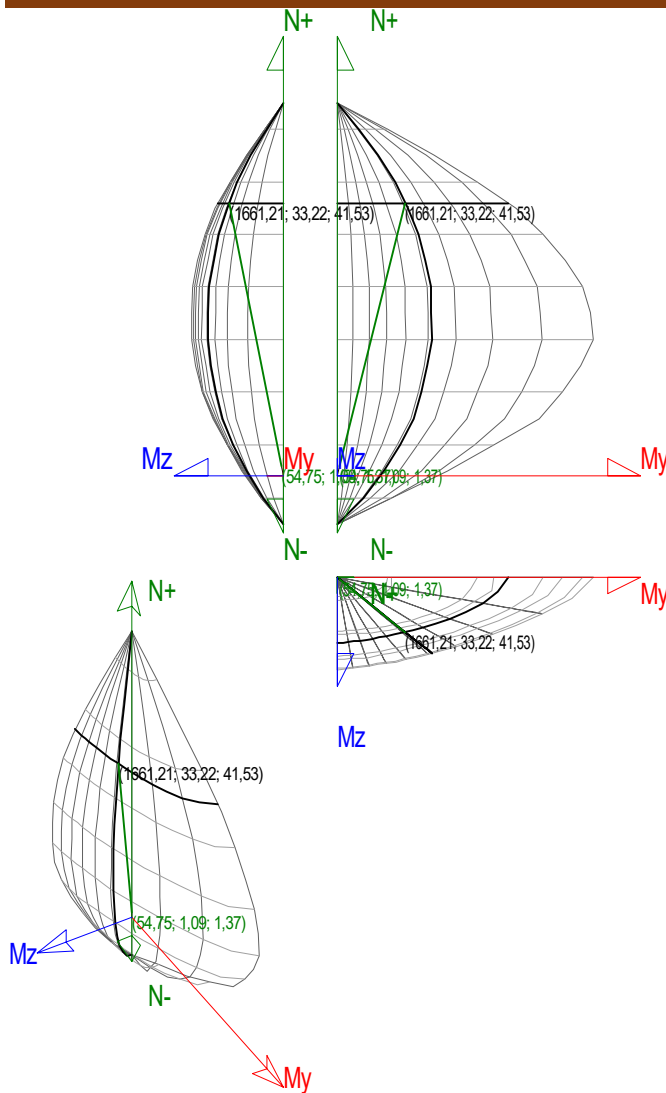 N+ N+
(1661,21; 33,22; 41,53) (1661,21; 33,22; 41,53)
Mz My Mz My
(54,75; 1,09; 1,37)
N- N-
N+ My
(54,75; 1,09; 1,37)
N+
(1661,21; 33,22; 41,53)
Mz
(1661,21; 33,22; 41,53)
(54,75; 1,09; 1,37)
Mz
N-
My